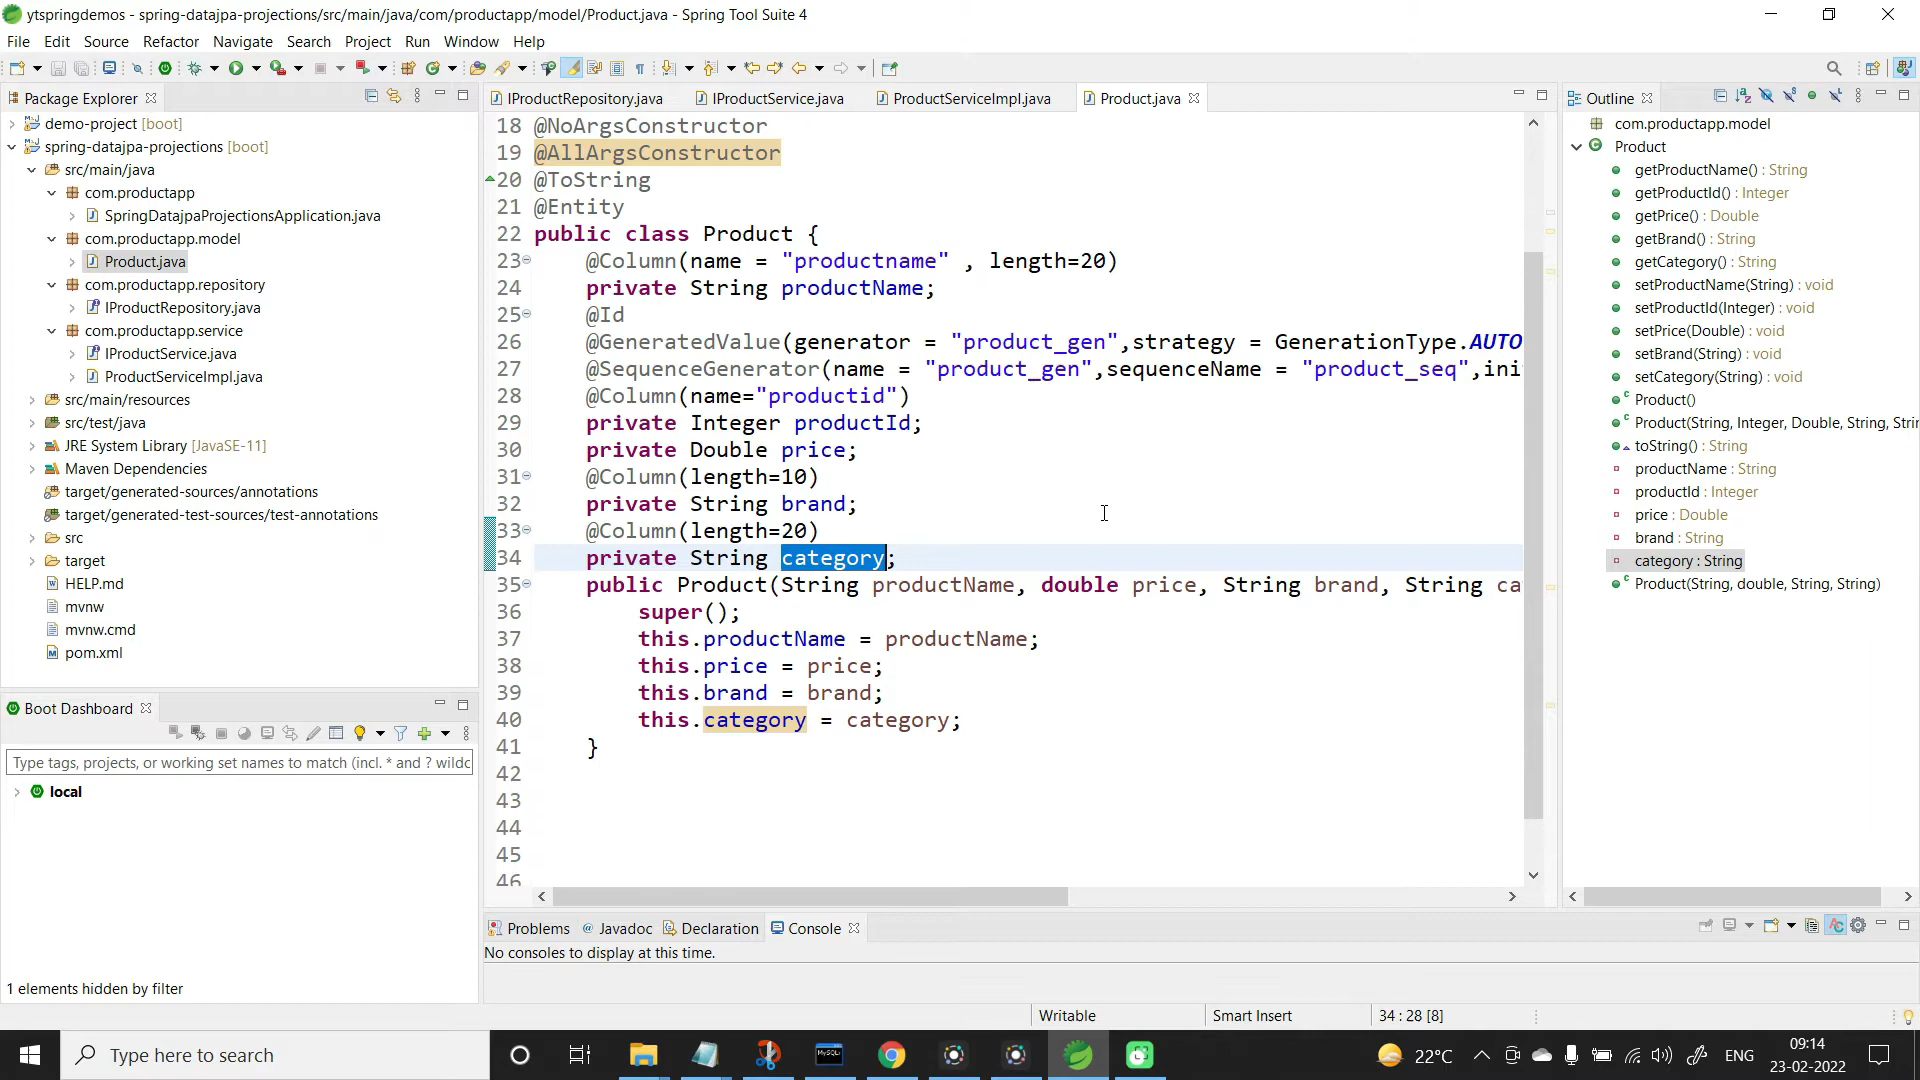 ytspringdemos - spring-datajpa-projections/src/main/java/com/productapp/model/Product.java - Spring Tool Suite 4
File Edit Source Refactor Navigate Search Project Run Window Help
Package Explorer
demo-project [boot]
spring-datajpa-projections [boot]
src/main/java
com.productapp
SpringDatajpaProjectionsApplication.java
com.productapp.model
Product.java
com.productapp.repository
IProductRepository.java
com.productapp.service
IProductService.java
ProductServiceImpl.java
src/main/resources
src/test/java
JRE System Library [JavaSE-11]
Maven Dependencies
target/generated-sources/annotations
target/generated-test-sources/test-annotations
src
target
HELP.md
mvnw
mvnw.cmd
pom.xml
Boot Dashboard
Type tags, projects, or working set names to match (incl. * and ? wildc
local
1 elements hidden by filter
IProductRepository.java IProductService.java ProductServiceImpl.java Product.java
18 @NoArgsConstructor
19 @AllArgsConstructor
20 @ToString
21 @Entity
22 public class Product {
23 @Column(name = "productname" , length=20)
24 private String productName;
25 @Id
26 @GeneratedValue(generator = "product_gen",strategy = GenerationType.AUTO
27 @SequenceGenerator(name = "product_gen",sequenceName = "product_seq",ini
28 @Column(name="productid")
29 private Integer productId;
30 private Double price;
31 @Column(length=10)
32 private String brand;
33 @Column(length=20)
34 private String category;
35 public Product(String productName, double price, String brand, String ca
36 super();
37 this.productName = productName;
38 this.price = price;
39 this.brand = brand;
40 this.category = category;
41 }
42
43
44
45
46
Problems @ Javadoc Declaration Console
No consoles to display at this time.
Outline
com.productapp.model
Product
getProductName() : String
getProductId() : Integer
getPrice() : Double
getBrand() : String
getCategory() : String
setProductName(String) : void
setProductId(Integer) : void
setPrice(Double) : void
setBrand(String) : void
setCategory(String) : void
Product()
Product(String, Integer, Double, String, Strin
toString() : String
productName : String
productId : Integer
price : Double
brand : String
category : String
Product(String, double, String, String)
Writable Smart Insert 34 : 28 [8]
Type here to search
MySQL
22°C ENG 09:14
23-02-2022